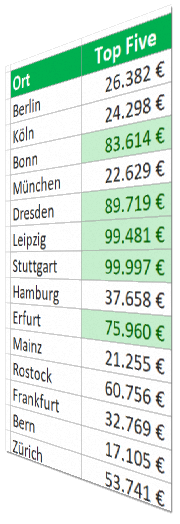 Ort Top Five
Berlin 26.382 €
Köln 24.298 €
Bonn 83.614 €
München 22.629 €
Dresden 89.719 €
Leipzig 99.481 €
Stuttgart 99.997 €
Hamburg 37.658 €
Erfurt 75.960 €
Mainz 21.255 €
Rostock 60.756 €
Frankfurt 32.769 €
Bern 17.105 €
Zürich 53.741 €